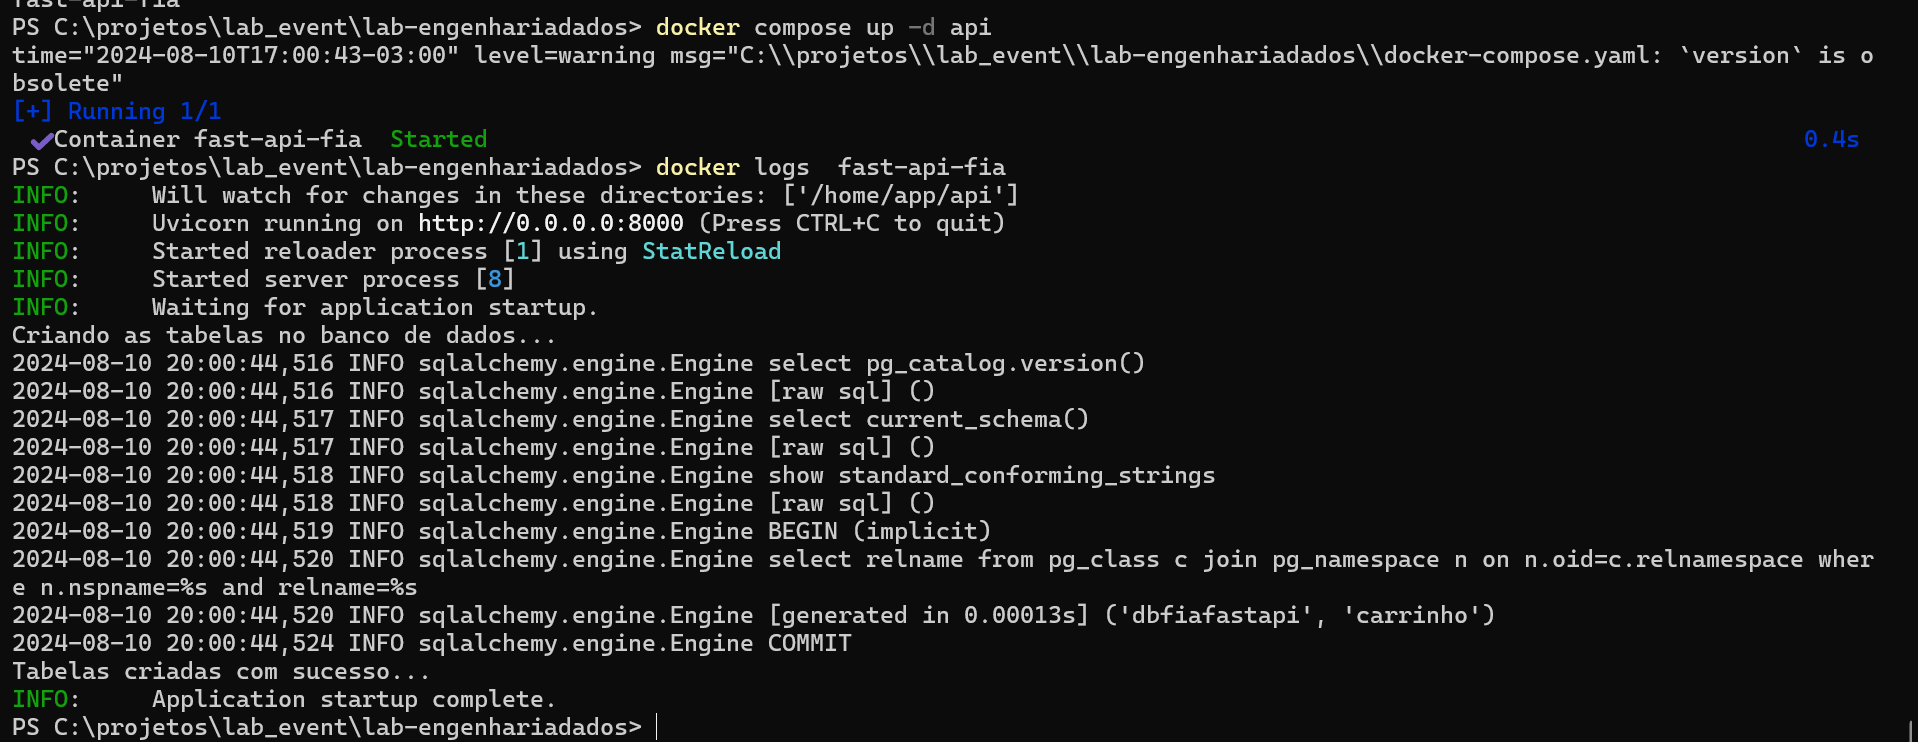 fast-api-fia
PS C:\projetos\lab_event\lab-engenhariadados> docker compose up -d api
time="2024-08-10T17:00:43-03:00" level=warning msg="C:\\projetos\\lab_event\\lab-engenhariadados\\docker-compose.yaml: `version` is o
bsolete"
[+] Running 1/1
✔Container fast-api-fia  Started 0.4s
PS C:\projetos\lab_event\lab-engenhariadados> docker logs  fast-api-fia
INFO:     Will watch for changes in these directories: ['/home/app/api']
INFO:     Uvicorn running on http://0.0.0.0:8000 (Press CTRL+C to quit)
INFO:     Started reloader process [1] using StatReload
INFO:     Started server process [8]
INFO:     Waiting for application startup.
Criando as tabelas no banco de dados...
2024-08-10 20:00:44,516 INFO sqlalchemy.engine.Engine select pg_catalog.version()
2024-08-10 20:00:44,516 INFO sqlalchemy.engine.Engine [raw sql] ()
2024-08-10 20:00:44,517 INFO sqlalchemy.engine.Engine select current_schema()
2024-08-10 20:00:44,517 INFO sqlalchemy.engine.Engine [raw sql] ()
2024-08-10 20:00:44,518 INFO sqlalchemy.engine.Engine show standard_conforming_strings
2024-08-10 20:00:44,518 INFO sqlalchemy.engine.Engine [raw sql] ()
2024-08-10 20:00:44,519 INFO sqlalchemy.engine.Engine BEGIN (implicit)
2024-08-10 20:00:44,520 INFO sqlalchemy.engine.Engine select relname from pg_class c join pg_namespace n on n.oid=c.relnamespace wher
e n.nspname=%s and relname=%s
2024-08-10 20:00:44,520 INFO sqlalchemy.engine.Engine [generated in 0.00013s] ('dbfiafastapi', 'carrinho')
2024-08-10 20:00:44,524 INFO sqlalchemy.engine.Engine COMMIT
Tabelas criadas com sucesso...
INFO:     Application startup complete.
PS C:\projetos\lab_event\lab-engenhariadados>